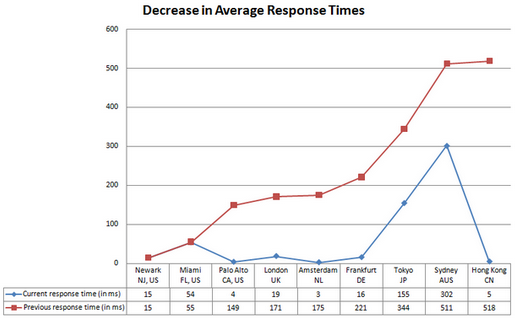 Decrease in Average Response Times
600
500
400
300
200
100
0
Newark Miami Palo Alto London Amsterdam Frankfurt Tokyo Sydney Hong Kong
NJ, US FL, US CA, US UK NL DE JP AUS CN
Current response time (in ms) 15 54 4 19 3 16 155 302 5
Previous response time (in ms) 15 55 149 171 175 221 344 511 518